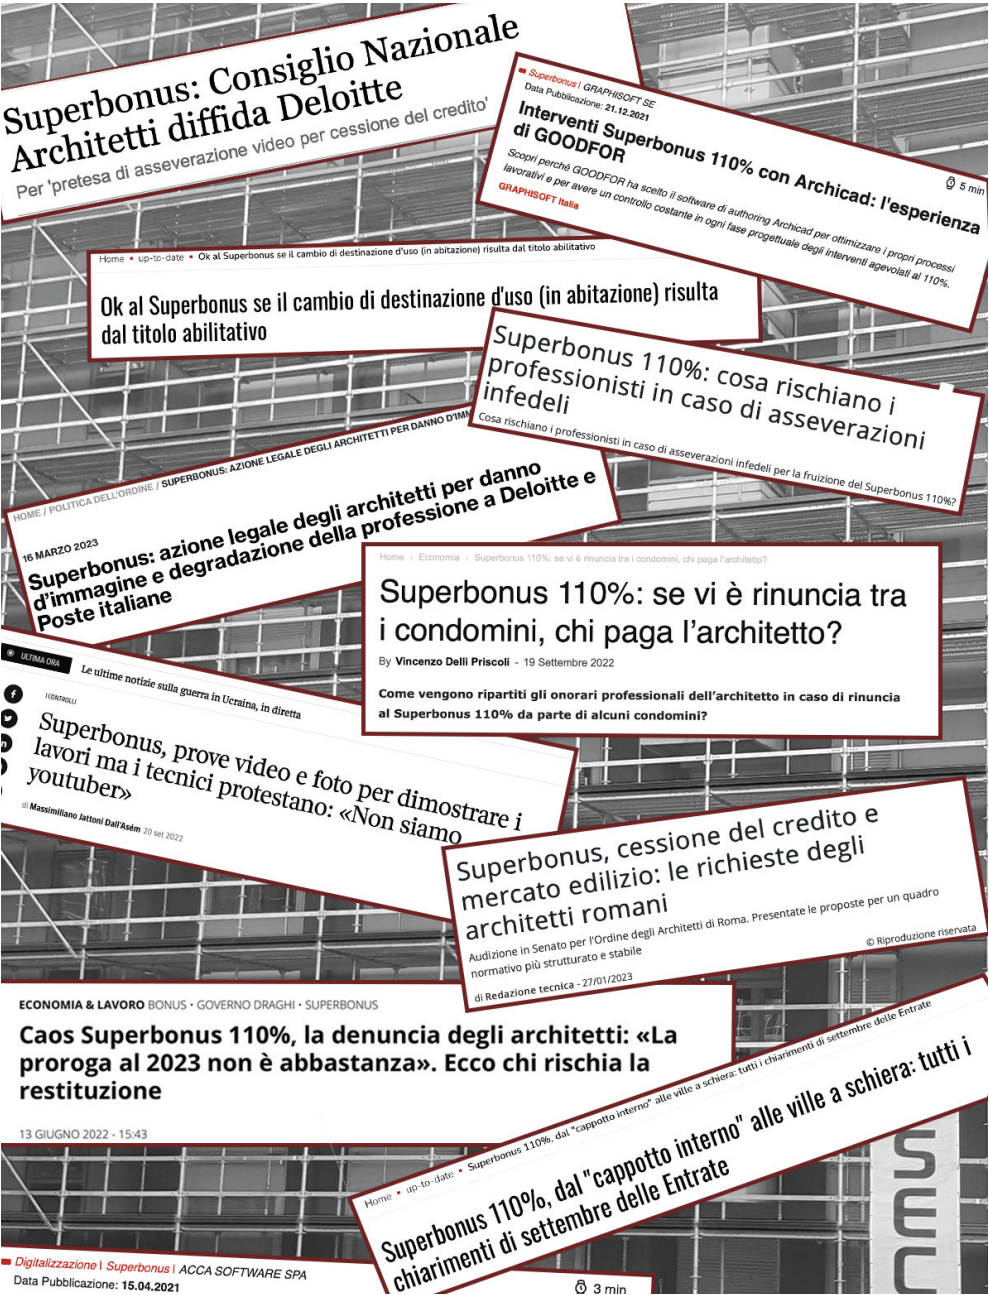 Superbonus: Consiglio Nazionale
Architetti diffida Deloitte
Per 'pretesa di asseverazione video per cessione del credito'
Superbonus | GRAPHISOFT SE
Data Pubblicazione: 21.12.2021
Interventi Superbonus 110% con Archicad: l'esperienza
di GOODFOR
5 min
Scopri perché GOODFOR ha scelto il software di authoring Archicad per ottimizzare i propri processi
lavorativi e per avere un controllo costante in ogni fase progettuale degli interventi agevolati al 110%.
GRAPHISOFT Italia
Home • up-to-date • Ok al Superbonus se il cambio di destinazione d'uso (in abitazione) risulta dal titolo abilitativo
Ok al Superbonus se il cambio di destinazione d'uso (in abitazione) risulta
dal titolo abilitativo
Superbonus 110%: cosa rischiano i
professionisti in caso di asseverazioni
infedeli
Cosa rischiano i professionisti in caso di asseverazioni infedeli per la fruizione del Superbonus 110%?
HOME / POLITICA DELL'ORDINE / SUPERBONUS: AZIONE LEGALE DEGLI ARCHITETTI PER DANNO D'IMM
16 MARZO 2023
Superbonus: azione legale degli architetti per danno
d'immagine e degradazione della professione a Deloitte e
Poste italiane
Home › Economia › Superbonus 110%: se vi è rinuncia tra i condomini, chi paga l'architetto?
Superbonus 110%: se vi è rinuncia tra
i condomini, chi paga l'architetto?
By Vincenzo Delli Priscoli - 19 Settembre 2022
Come vengono ripartiti gli onorari professionali dell'architetto in caso di rinuncia
al Superbonus 110% da parte di alcuni condomini?
ULTIMA ORA
Le ultime notizie sulla guerra in Ucraina, in diretta
I CONTROLLI
Superbonus, prove video e foto per dimostrare i
lavori ma i tecnici protestano: «Non siamo
youtuber»
di Massimiliano Jattoni Dall'Asén 20 set 2022
Superbonus, cessione del credito e
mercato edilizio: le richieste degli
architetti romani
Audizione in Senato per l'Ordine degli Architetti di Roma. Presentate le proposte per un quadro
normativo più strutturato e stabile
© Riproduzione riservata
di Redazione tecnica - 27/01/2023
ECONOMIA & LAVORO BONUS • GOVERNO DRAGHI • SUPERBONUS
Caos Superbonus 110%, la denuncia degli architetti: «La
proroga al 2023 non è abbastanza». Ecco chi rischia la
restituzione
13 GIUGNO 2022 - 15:43
Home • up-to-date • Superbonus 110%, dal "cappotto interno" alle ville a schiera: tutti i chiarimenti di settembre delle Entrate
Superbonus 110%, dal "cappotto interno" alle ville a schiera: tutti i
chiarimenti di settembre delle Entrate
SEC
Digitalizzazione | Superbonus | ACCA SOFTWARE SPA
Data Pubblicazione: 15.04.2021
3 min